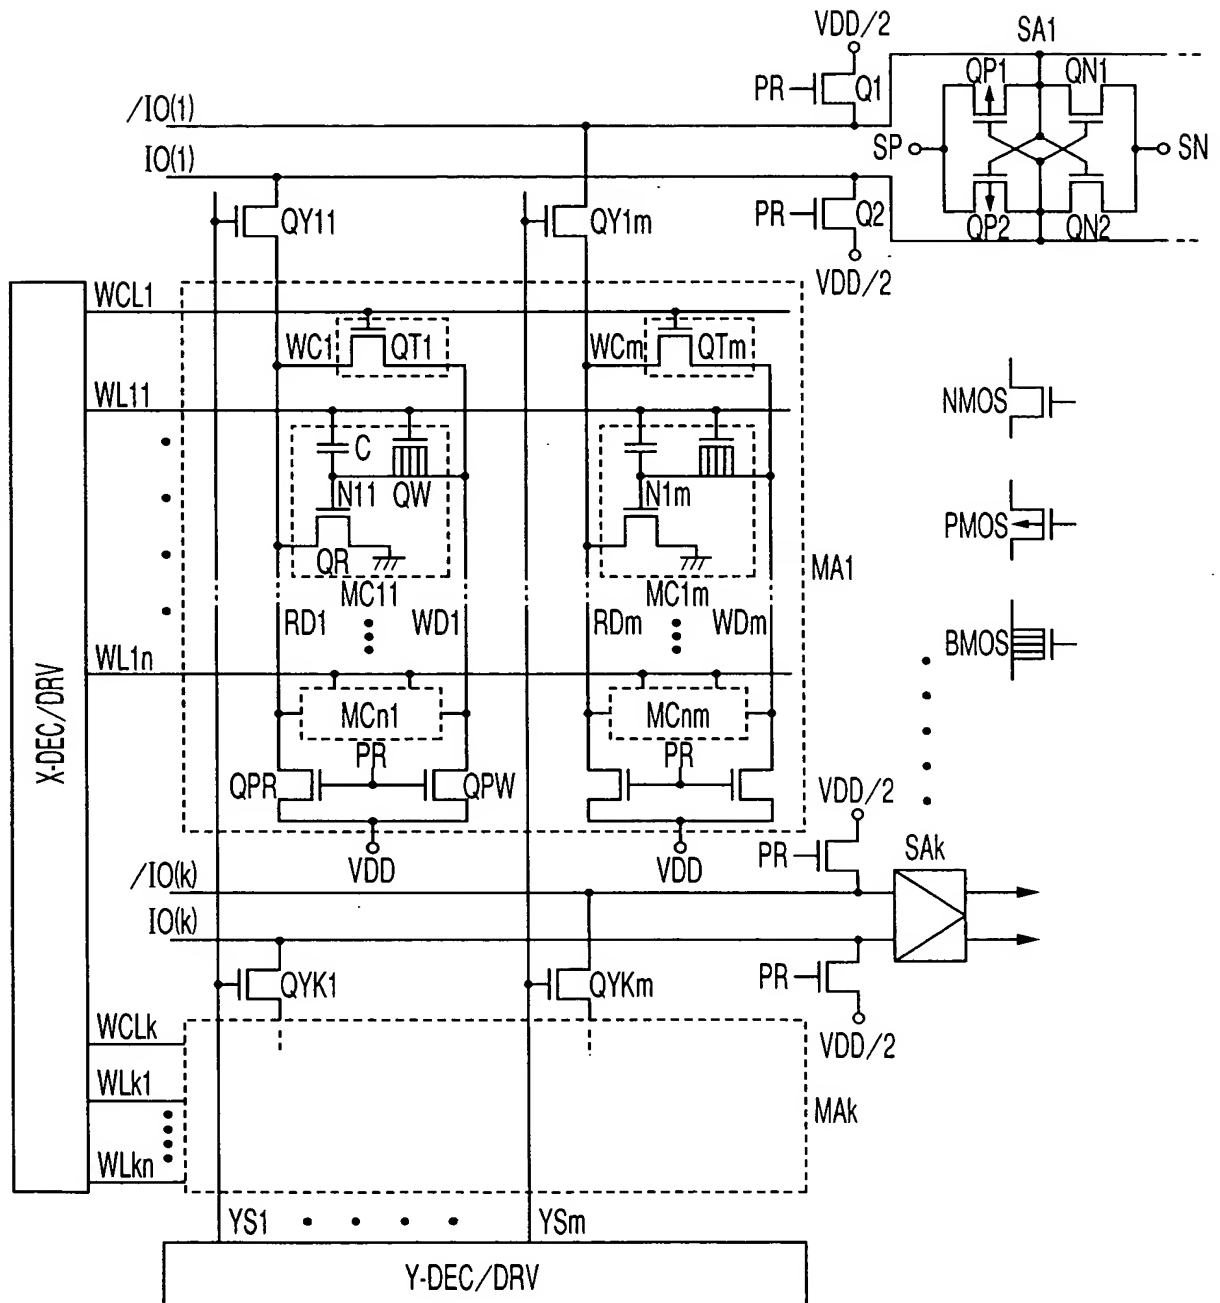 VDD/2
SA1
QP1
QN1
PR
Q1
/IO(1)
SP
SN
IO(1)
QY11
QY1m
PR
Q2
QP2
QN2
VDD/2
WCL1
WC1
QT1
WCm
QTm
WL11
NMOS
C
N11
QW
N1m
PMOS
QR
MC11
MC1m
MA1
RD1
WD1
RDm
WDm
BMOS
WL1n
X-DEC/DRV
MCn1
MCnm
PR
PR
QPR
QPW
VDD/2
VDD
VDD
PR
SAk
/IO(k)
IO(k)
QYK1
QYKm
PR
VDD/2
WCLk
WLk1
MAk
WLkn
YS1
YSm
Y-DEC/DRV